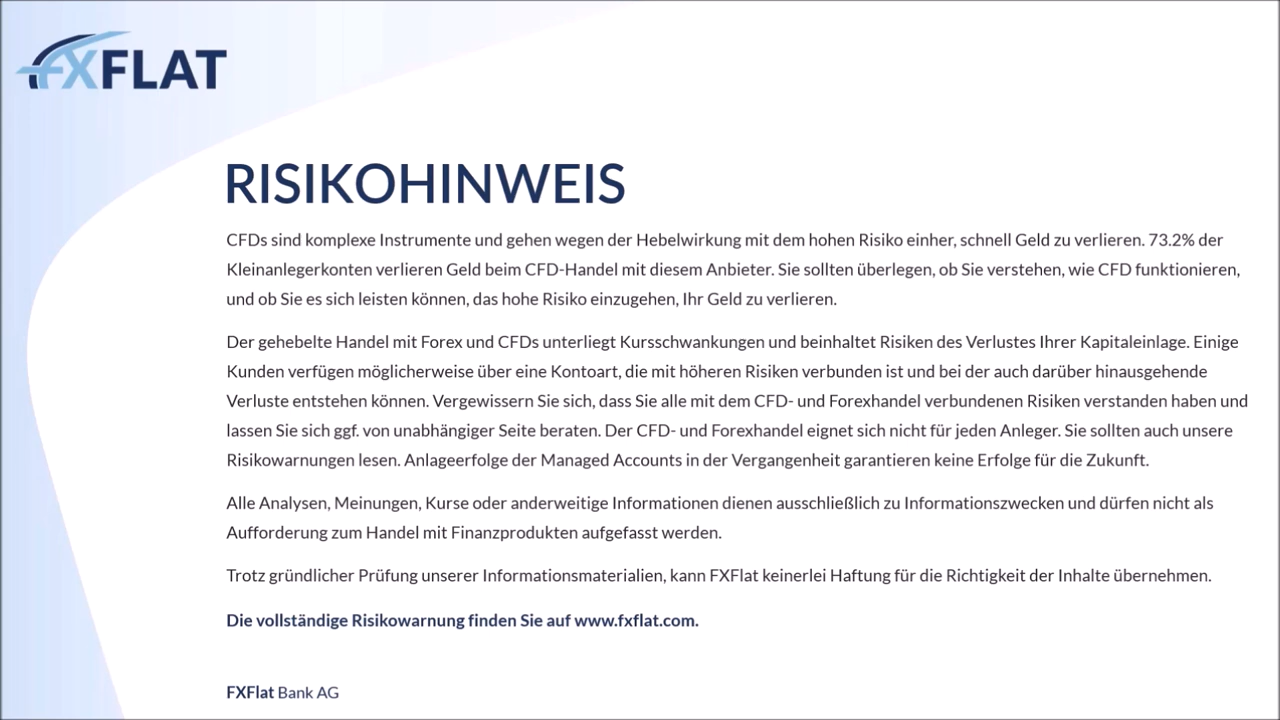 FXFLAT
RISIKOHINWEIS
CFDs sind komplexe Instrumente und gehen wegen der Hebelwirkung mit dem hohen Risiko einher, schnell Geld zu verlieren. 73.2% der
Kleinanlegerkonten verlieren Geld beim CFD-Handel mit diesem Anbieter. Sie sollten überlegen, ob Sie verstehen, wie CFD funktionieren,
und ob Sie es sich leisten können, das hohe Risiko einzugehen, Ihr Geld zu verlieren.
Der gehebelte Handel mit Forex und CFDs unterliegt Kursschwankungen und beinhaltet Risiken des Verlustes Ihrer Kapitaleinlage. Einige
Kunden verfügen möglicherweise über eine Kontoart, die mit höheren Risiken verbunden ist und bei der auch darüber hinausgehende
Verluste entstehen können. Vergewissern Sie sich, dass Sie alle mit dem CFD- und Forexhandel verbundenen Risiken verstanden haben und
lassen Sie sich ggf. von unabhängiger Seite beraten. Der CFD- und Forexhandel eignet sich nicht für jeden Anleger. Sie sollten auch unsere
Risikowarnungen lesen. Anlageerfolge der Managed Accounts in der Vergangenheit garantieren keine Erfolge für die Zukunft.
Alle Analysen, Meinungen, Kurse oder anderweitige Informationen dienen ausschließlich zu Informationszwecken und dürfen nicht als
Aufforderung zum Handel mit Finanzprodukten aufgefasst werden.
Trotz gründlicher Prüfung unserer Informationsmaterialien, kann FXFlat keinerlei Haftung für die Richtigkeit der Inhalte übernehmen.
Die vollständige Risikowarnung finden Sie auf www.fxflat.com.
FXFlat Bank AG